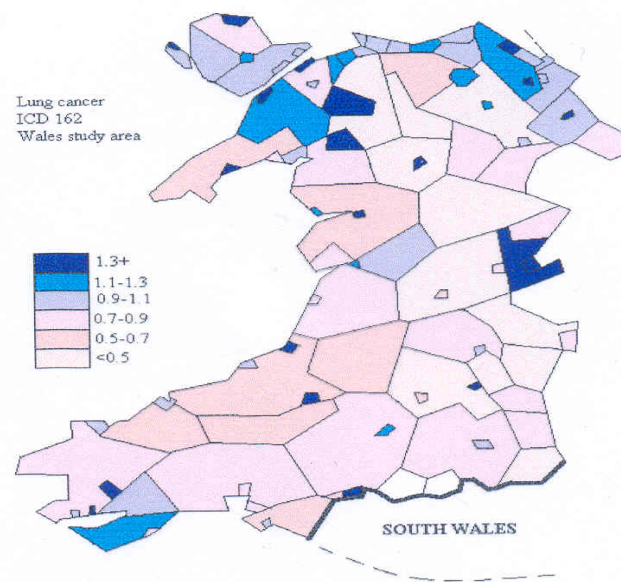 Lung cancer
ICD 162
Wales study area
1.3+
1.1-1.3
0.9-1.1
0.7-0.9
0.5-0.7
<0.5
SOUTH WALES